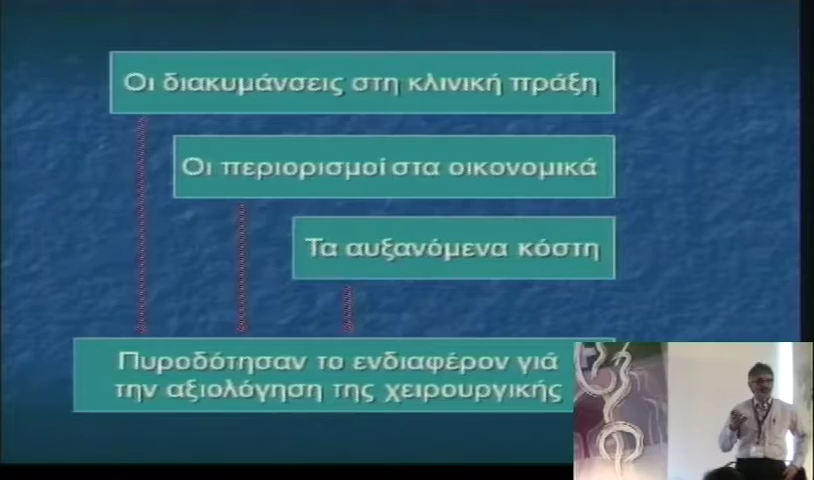 Οι διακυμάνσεις στη κλινική πράξη
Οι περιορισμοί στα οικονομικά
Τα αυξανόμενα κόστη
Πυροδότησαν το ενδιαφέρον γιά
την αξιολόγηση της χειρουργικής